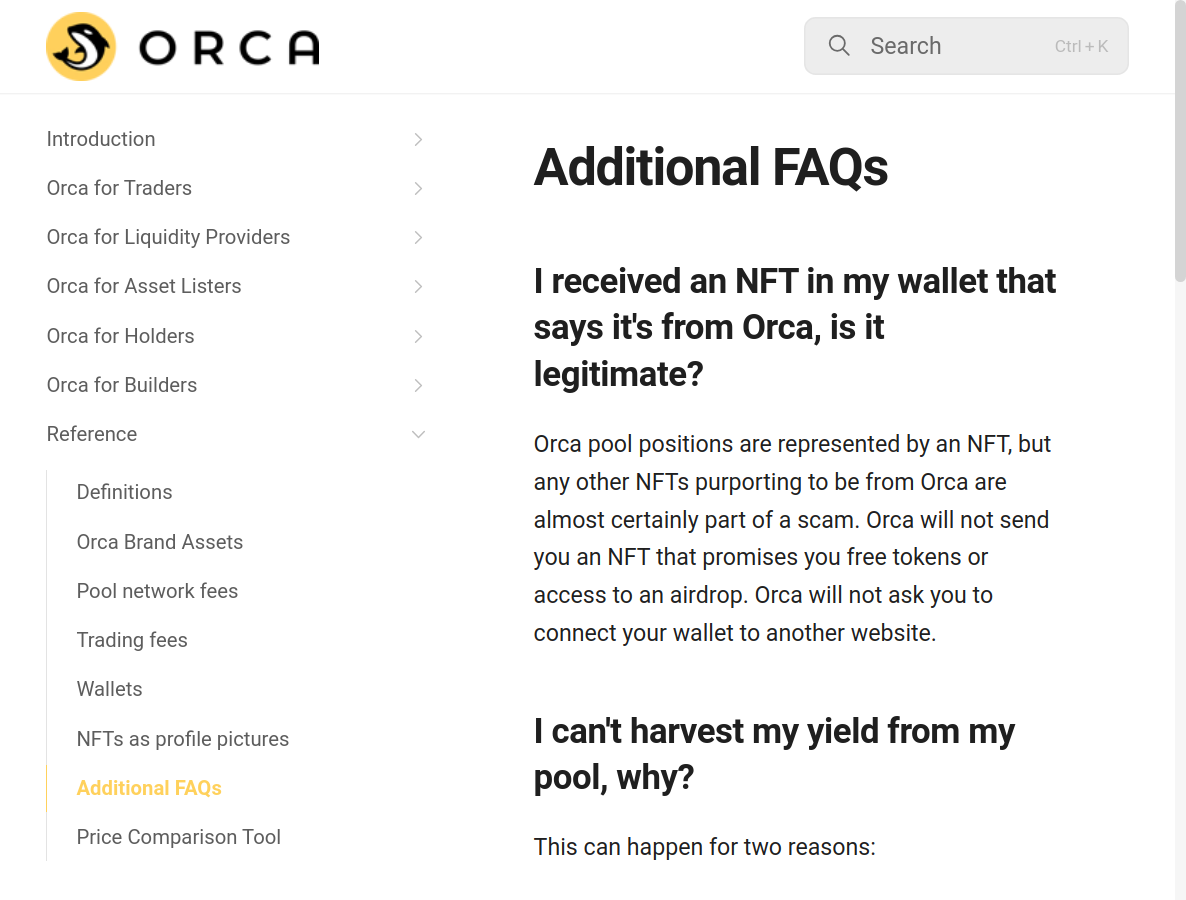 ORCA
Search
Ctrl + K
Introduction
Orca for Traders
Orca for Liquidity Providers
Orca for Asset Listers
Orca for Holders
Orca for Builders
Reference
Definitions
Orca Brand Assets
Pool network fees
Trading fees
Wallets
NFTs as profile pictures
Additional FAQs
Price Comparison Tool
Additional FAQs
I received an NFT in my wallet that
says it's from Orca, is it
legitimate?
Orca pool positions are represented by an NFT, but
any other NFTs purporting to be from Orca are
almost certainly part of a scam. Orca will not send
you an NFT that promises you free tokens or
access to an airdrop. Orca will not ask you to
connect your wallet to another website.
I can't harvest my yield from my
pool, why?
This can happen for two reasons: